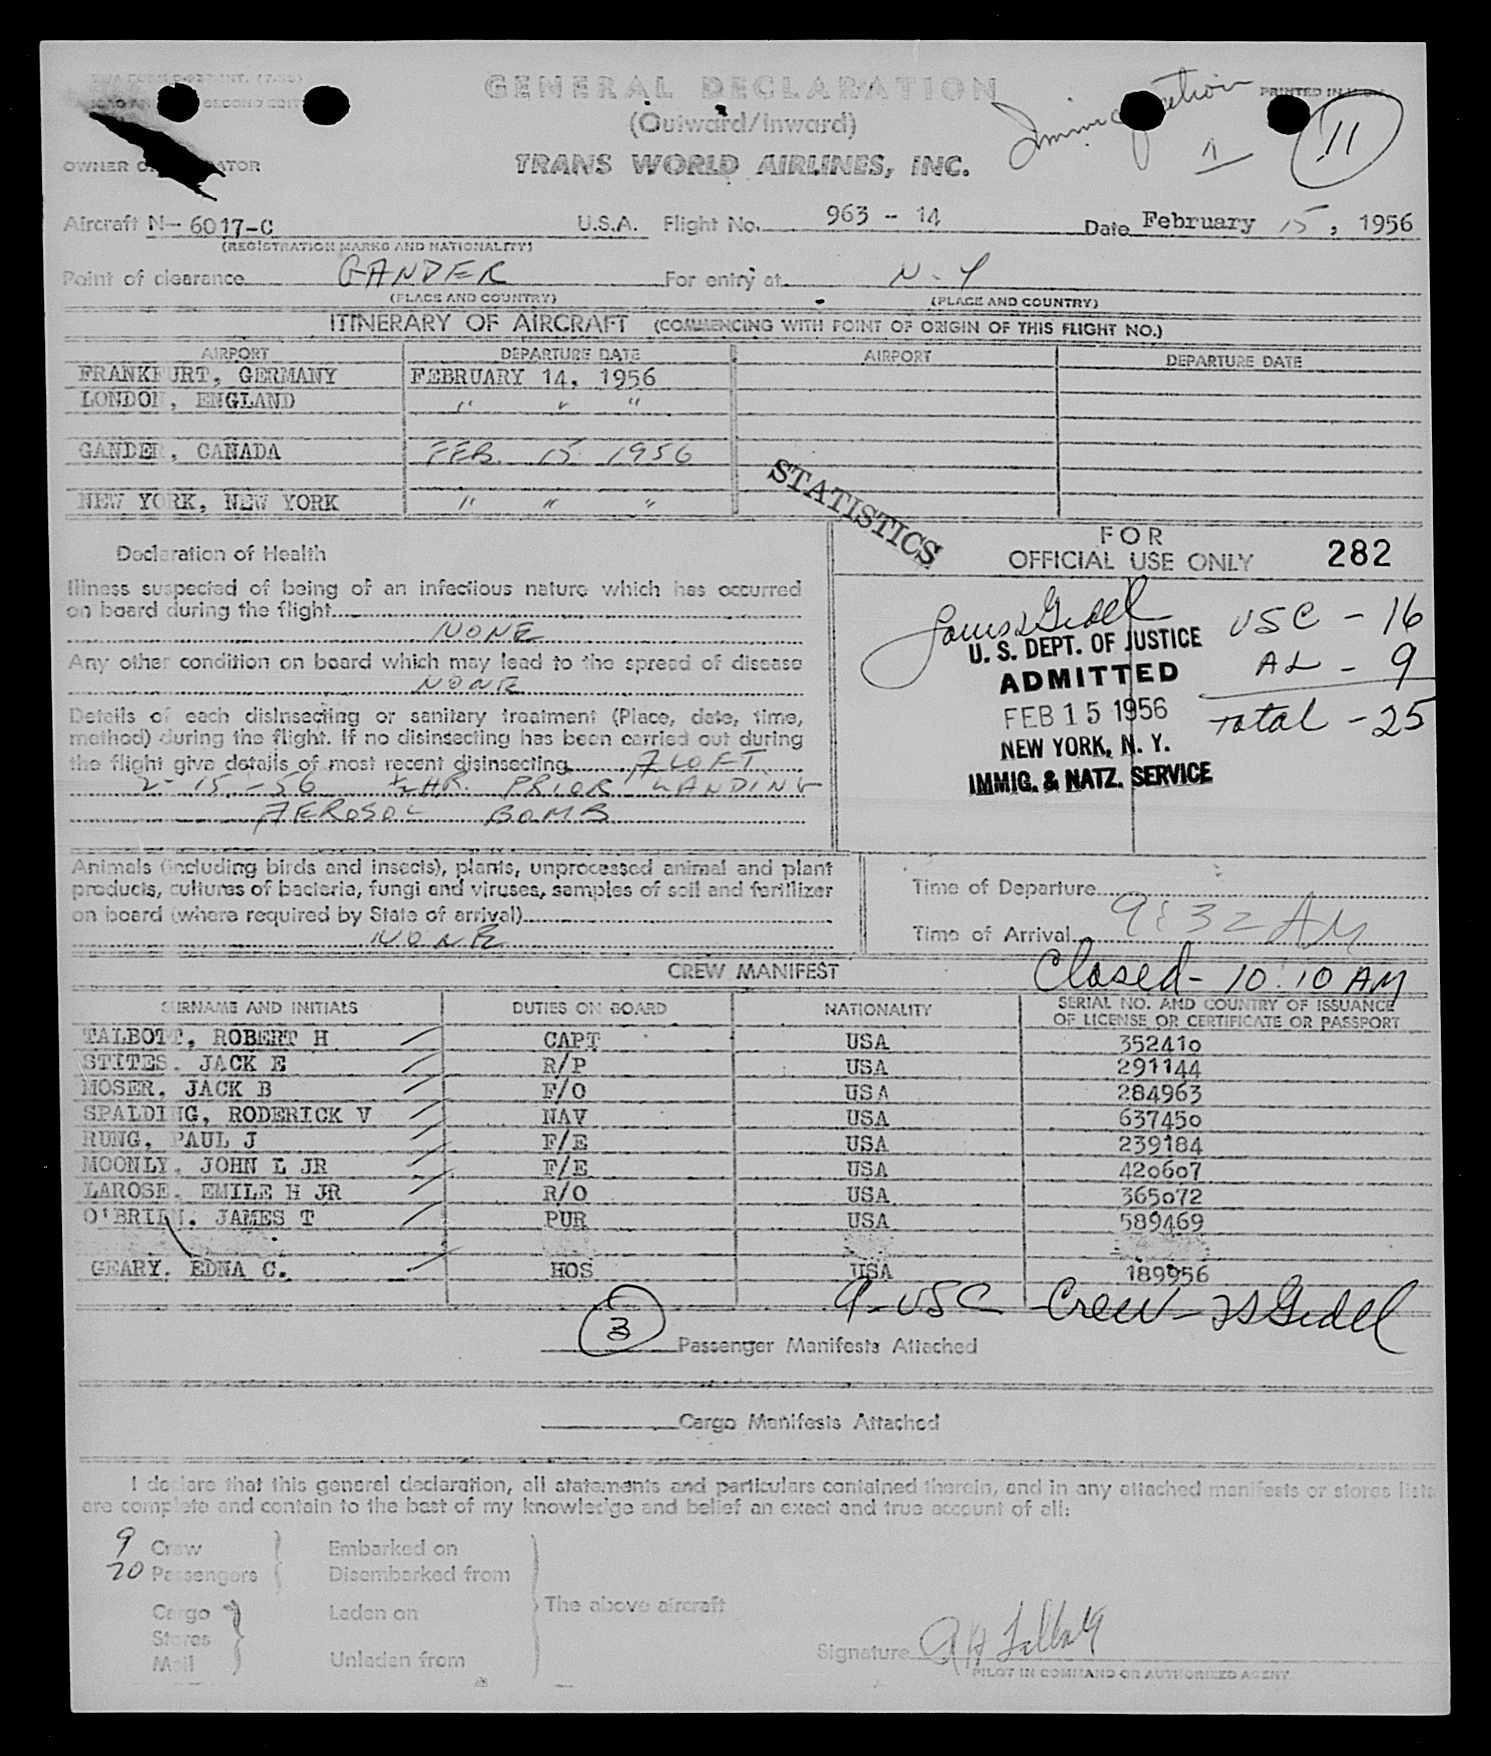 GENERAL DECLARATION
(Outward/Inward)
Immigration
PRINTED IN U.S.A.
11
TRANS WORLD AIRLINES, INC.
OWNER
Aircraft N- 6017-C U.S.A. Flight No. 963 - 14 Date February 15, 1956
(REGISTRATION MARKS AND NATIONALITY)
Point of clearance GANDER For entry at N.Y
(PLACE AND COUNTRY) (PLACE AND COUNTRY)
ITINERARY OF AIRCRAFT (COMMENCING WITH POINT OF ORIGIN OF THIS FLIGHT NO.)
AIRPORT DEPARTURE DATE AIRPORT DEPARTURE DATE
FRANKFURT, GERMANY FEBRUARY 14, 1956
LONDON, ENGLAND " " "
GANDER, CANADA FEB. 15 1956
NEW YORK, NEW YORK " " "
STATISTICS
FOR
OFFICIAL USE ONLY 282
Declaration of Health
Illness suspected of being of an infectious nature which has occurred
on board during the flight
NONE
Any other condition on board which may lead to the spread of disease
NONE
Details of each disinsecting or sanitary treatment (Place, date, time,
method) during the flight. If no disinsecting has been carried out during
the flight give details of most recent disinsecting ALOFT
2-15-56 ½ HR. PRIOR LANDING
AEROSOL BOMB
USC - 16
AL - 9
Total - 25
U. S. DEPT. OF JUSTICE
ADMITTED
FEB 15 1956
NEW YORK, N. Y.
IMMIG. & NATZ. SERVICE
Animals (including birds and insects), plants, unprocessed animal and plant
products, cultures of bacteria, fungi and viruses, samples of soil and fertilizer
on board (where required by State of arrival)
NONE
Time of Departure
Time of Arrival 9:32 AM
Closed - 10:10 AM
CREW MANIFEST
SURNAME AND INITIALS DUTIES ON BOARD NATIONALITY SERIAL NO. AND COUNTRY OF ISSUANCE
OF LICENSE OR CERTIFICATE OR PASSPORT
TALBOTT, ROBERT H CAPT USA 352410
STITES, JACK E R/P USA 291144
MOSER, JACK B F/O USA 284963
SPALDING, RODERICK V NAV USA 637450
RUNG, PAUL J F/E USA 239184
MOONLY, JOHN L JR F/E USA 420607
LAROSE, EMILE H JR R/O USA 365072
O'BRIEN, JAMES T PUR USA 589469
GEARY, EDNA C. HOS USA 189956
9 - USC Crew - Gedel
3 Passenger Manifests Attached
Cargo Manifests Attached
I declare that this general declaration, all statements and particulars contained therein, and in any attached manifests or stores lists
are complete and contain to the best of my knowledge and belief an exact and true account of all:
9 Crew Embarked on
20 Passengers Disembarked from
The above aircraft
Cargo Laden on
Stores
Mail Unladen from
Signature R H Talbott
PILOT IN COMMAND OR AUTHORIZED AGENT